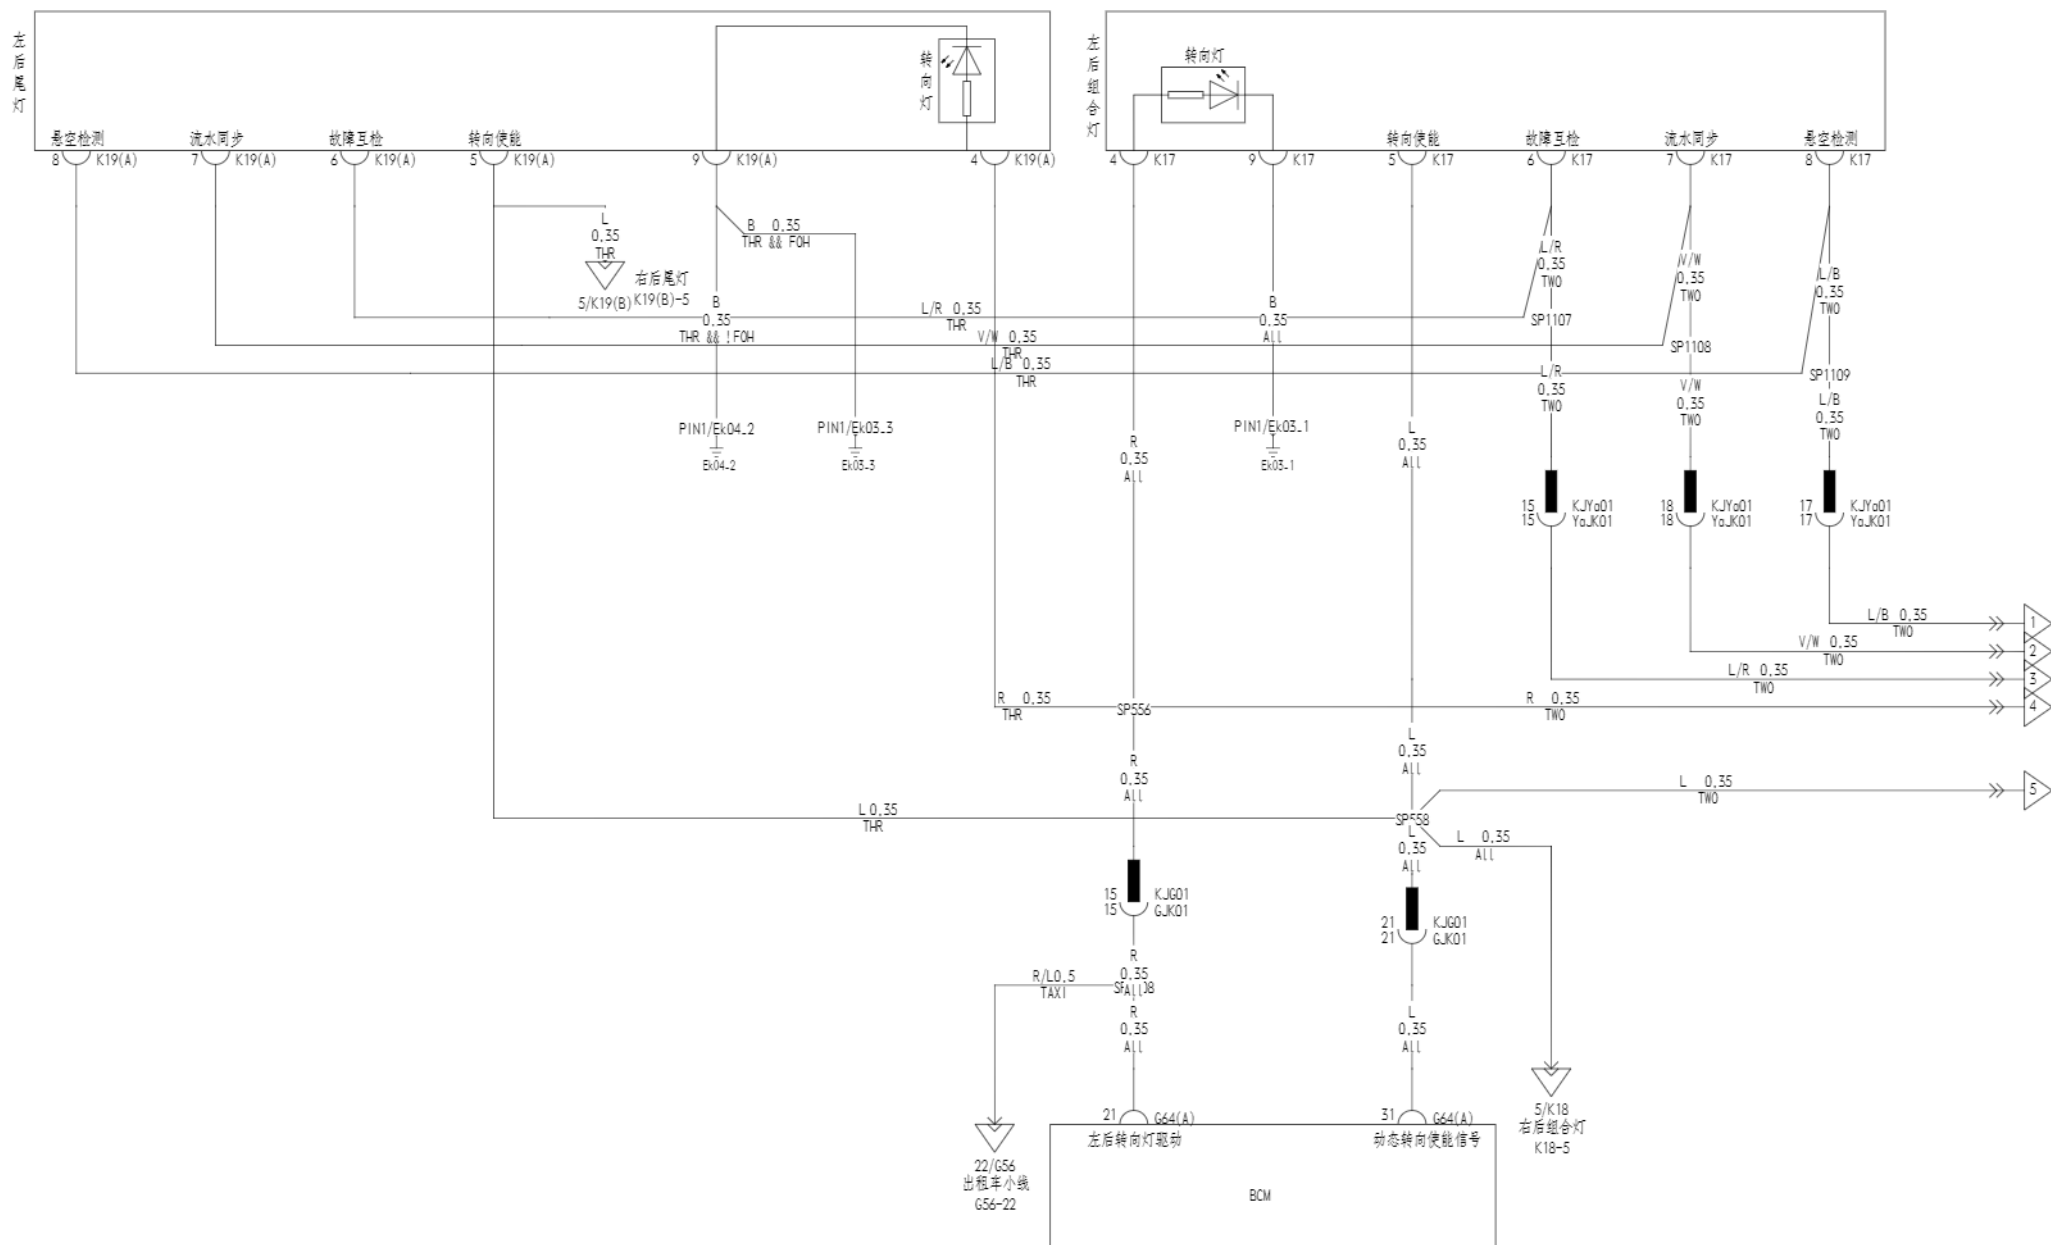 左后尾灯
转向灯
悬空检测
流水同步
故障互检
转向使能
8 K19(A)
7 K19(A)
6 K19(A)
5 K19(A)
9 K19(A)
4 K19(A)
左后组合灯
转向灯
转向使能
故障互检
流水同步
悬空检测
4 K17
9 K17
5 K17
6 K17
7 K17
8 K17
L
0.35
THR
5/K19(B)
右后尾灯
K19(B)-5
B 0.35
THR && FOH
B
0.35
THR && !FOH
L/R 0.35
THR
V/W 0.35
THR
L/B 0.35
THR
B
0.35
All
L/R
0.35
TWO
SP1107
V/W
0.35
TWO
SP1108
L/B
0.35
TWO
SP1109
L/R
0.35
TWO
V/W
0.35
TWO
L/B
0.35
TWO
PIN1/Ek04_2
Ek04-2
PIN1/Ek03_3
Ek03-3
PIN1/Ek03_1
Ek03-1
R
0.35
All
L
0.35
All
15 KJYa01
15 YaJK01
18 KJYa01
18 YaJK01
17 KJYa01
17 YaJK01
L/B 0.35
TWO
1
V/W 0.35
TWO
2
L/R 0.35
TWO
3
R 0.35
THR
SP556
R 0.35
TWO
4
R
0.35
All
L
0.35
All
L 0.35
TWO
5
L 0.35
THR
SP558
L
0.35
All
L 0.35
All
15 KJG01
15 GJK01
21 KJG01
21 GJK01
R/L 0.5
TAXI
R
0.35
All
R
0.35
All
L
0.35
All
22/G56
出租车小线
G56-22
5/K18
右后组合灯
K18-5
21 G64(A)
左后转向灯驱动
31 G64(A)
动态转向使能信号
BCM